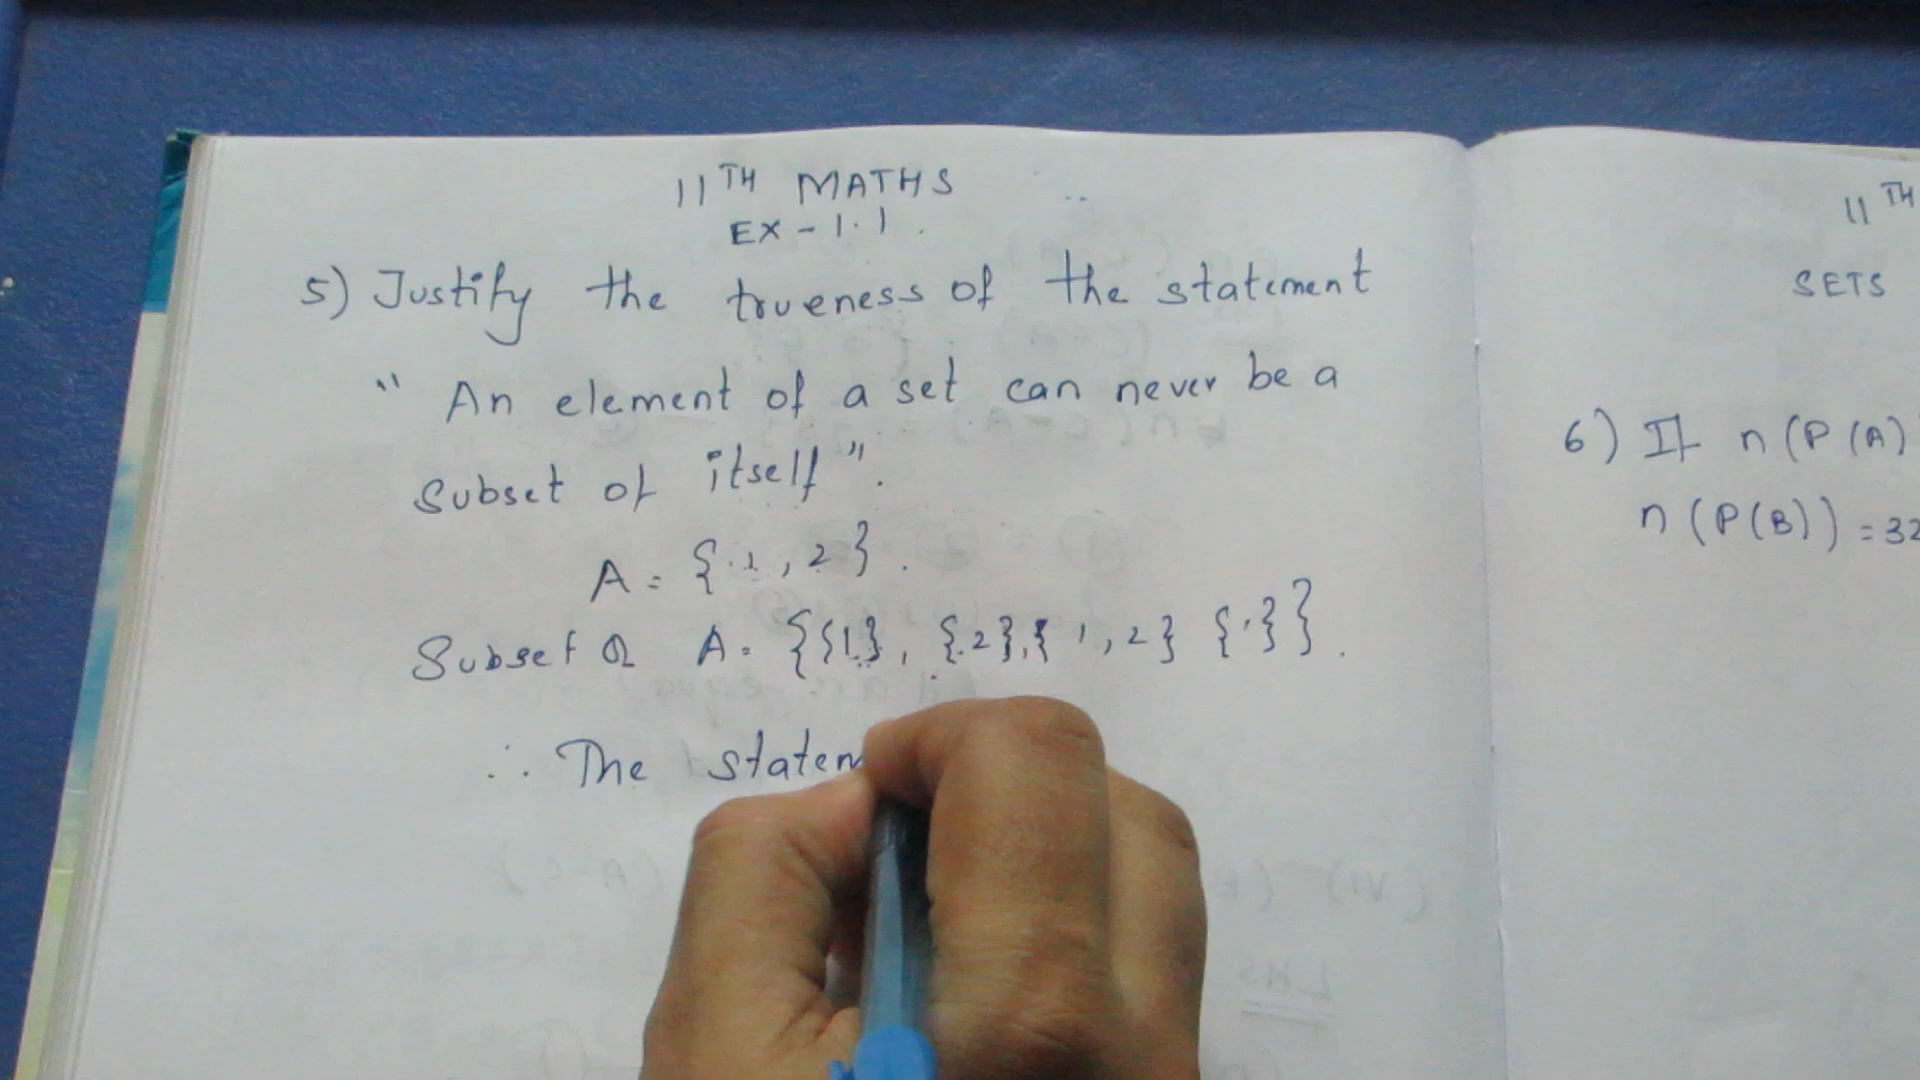 11TH MATHS
EX - 1.1
5) Justify the trueness of the statement
" An element of a set can never be a
subset of itself ".
A = {1, 2}.
Subset of A = {{1}, {2}, {1, 2} { }}.
∴ The statem
11TH
SETS
6) If n(P(A)
n(P(B)) = 32